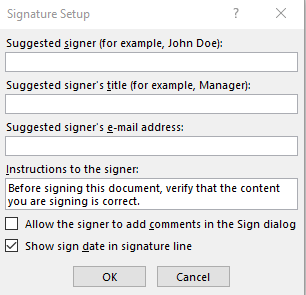 Signature Setup ? ×
Suggested signer (for example, John Doe):
Suggested signer's title (for example, Manager):
Suggested signer's e-mail address:
Instructions to the signer:
Before signing this document, verify that the content
you are signing is correct.
Allow the signer to add comments in the Sign dialog
Show sign date in signature line
OK Cancel